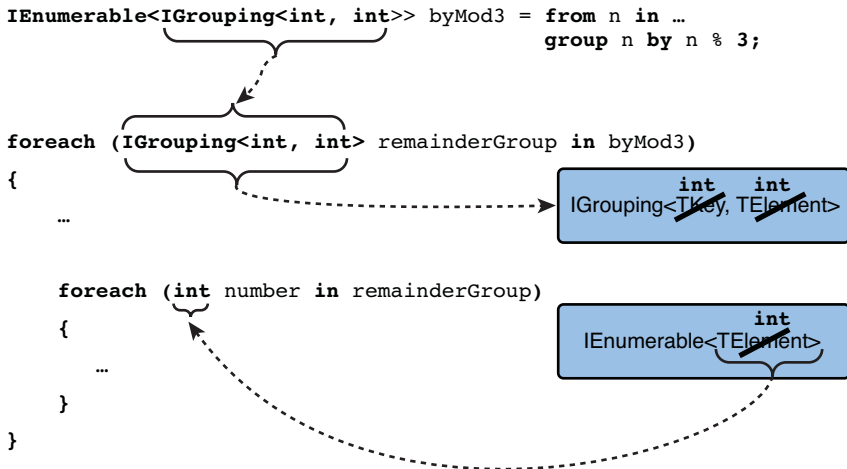 IEnumerable<IGrouping<int, int>> byMod3 = from n in …
group n by n % 3;
foreach (IGrouping<int, int> remainderGroup in byMod3)
{
int int
IGrouping<TKey, TElement>
…
foreach (int number in remainderGroup)
{
int
IEnumerable<TElement>
…
}
}